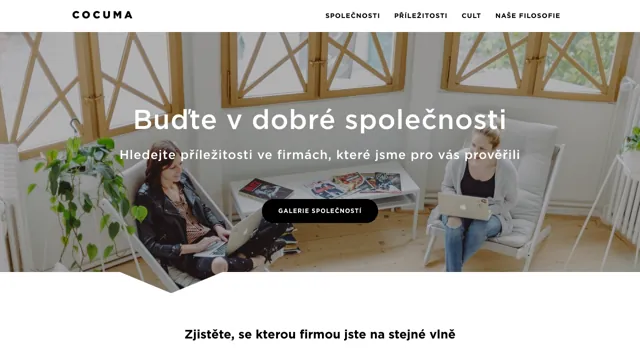 COCUMA
SPOLEČNOSTI PŘÍLEŽITOSTI CULT NAŠE FILOSOFIE
Buďte v dobré společnosti
Hledejte příležitosti ve firmách, které jsme pro vás prověřili
GALERIE SPOLEČNOSTÍ
Zjistěte, se kterou firmou jste na stejné vlně